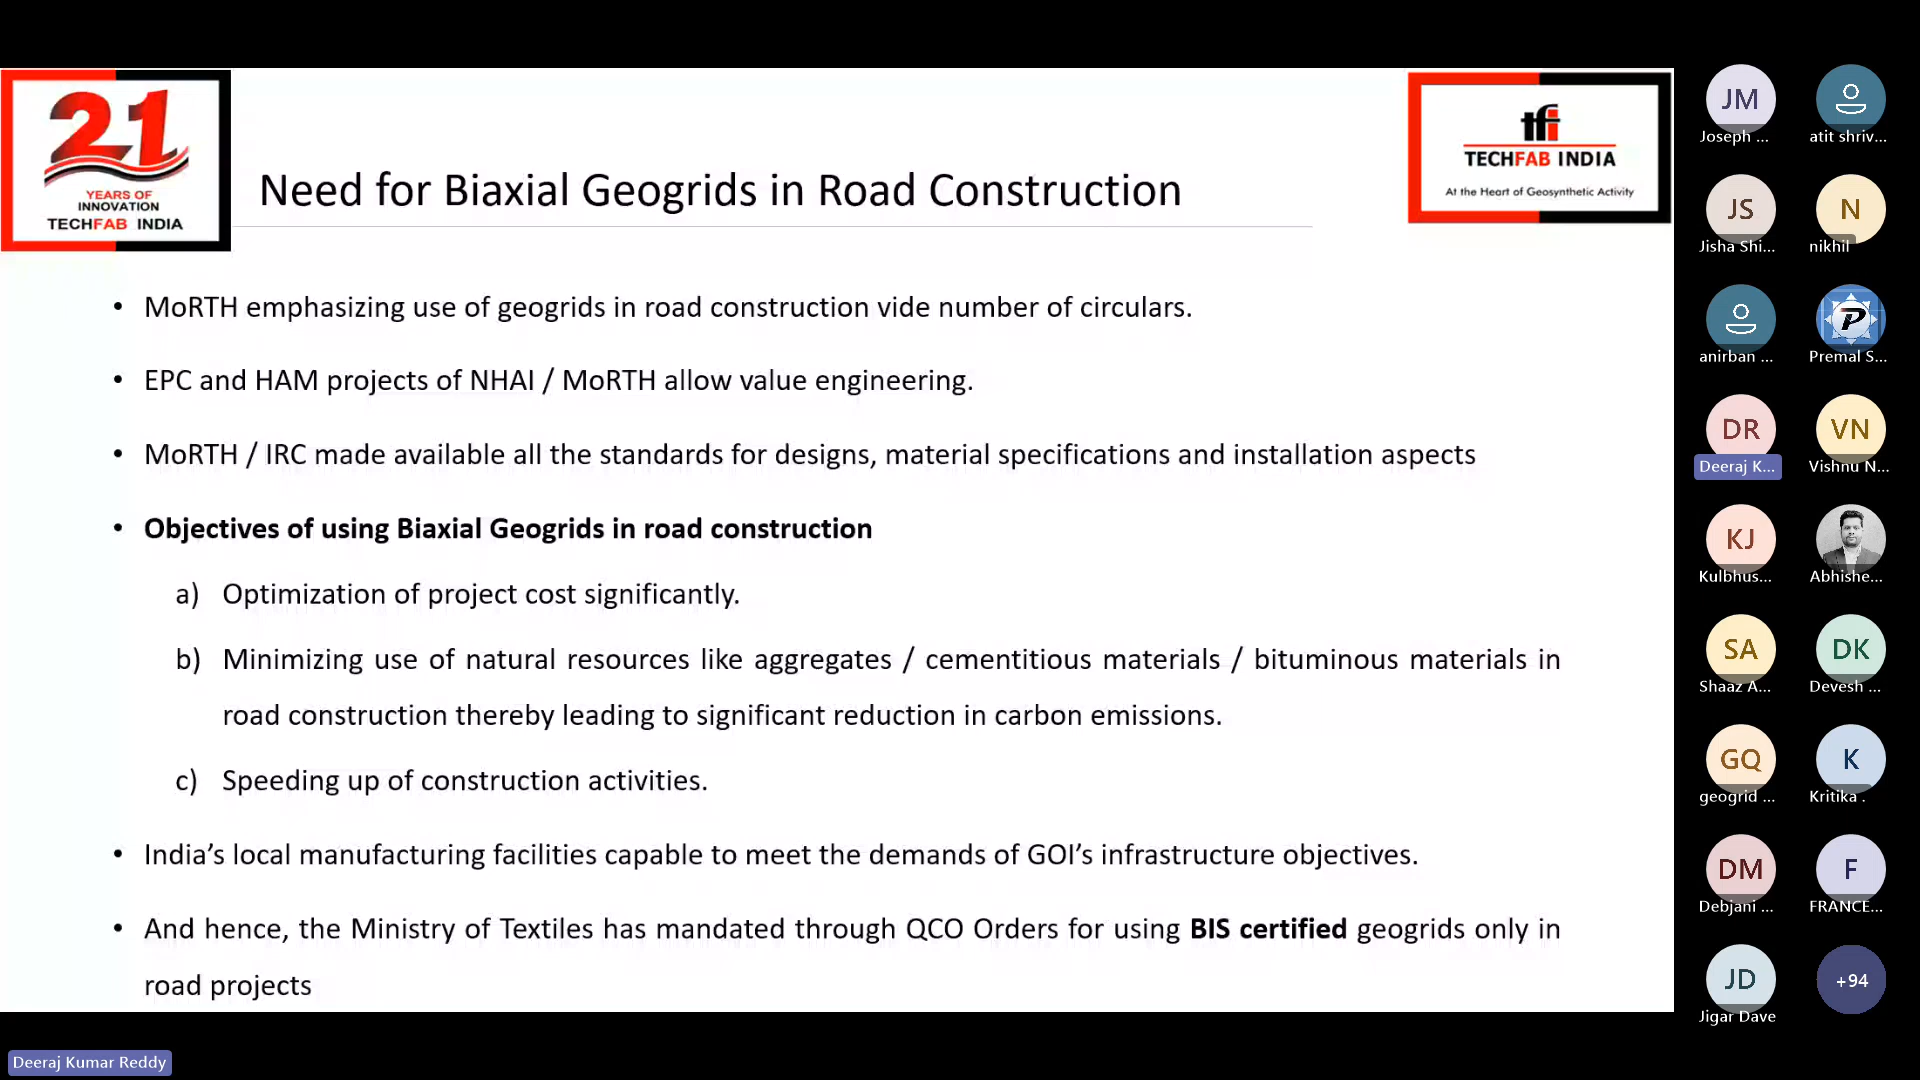 21
YEARS OF
INNOVATION
TECHFAB INDIA
Need for Biaxial Geogrids in Road Construction
tfi
TECHFAB INDIA
At the Heart of Geosynthetic Activity
• MoRTH emphasizing use of geogrids in road construction vide number of circulars.
• EPC and HAM projects of NHAI / MoRTH allow value engineering.
• MoRTH / IRC made available all the standards for designs, material specifications and installation aspects
• Objectives of using Biaxial Geogrids in road construction
a) Optimization of project cost significantly.
b) Minimizing use of natural resources like aggregates / cementitious materials / bituminous materials in
road construction thereby leading to significant reduction in carbon emissions.
c) Speeding up of construction activities.
• India's local manufacturing facilities capable to meet the demands of GOI's infrastructure objectives.
• And hence, the Ministry of Textiles has mandated through QCO Orders for using BIS certified geogrids only in
road projects
JM
Joseph ...
atit shriv...
JS
Jisha Shi...
N
nikhil
anirban ...
P
Premal S...
DR
Deeraj K...
VN
Vishnu N...
KJ
Kulbhus...
Abhishe...
SA
Shaaz A...
DK
Devesh ...
GQ
geogrid ...
K
Kritika .
DM
Debjani ...
F
FRANCE...
JD
Jigar Dave
+94
Deeraj Kumar Reddy